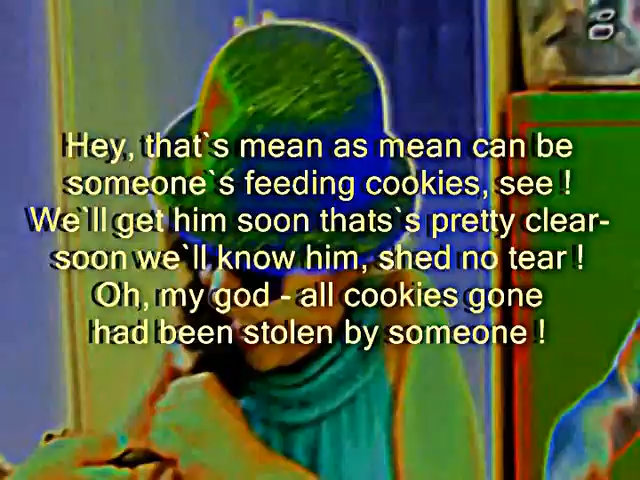 Hey, that`s mean as mean can be
someone`s feeding cookies, see !
We`ll get him soon thats`s pretty clear-
soon we`ll know him, shed no tear !
Oh, my god - all cookies gone
had been stolen by someone !